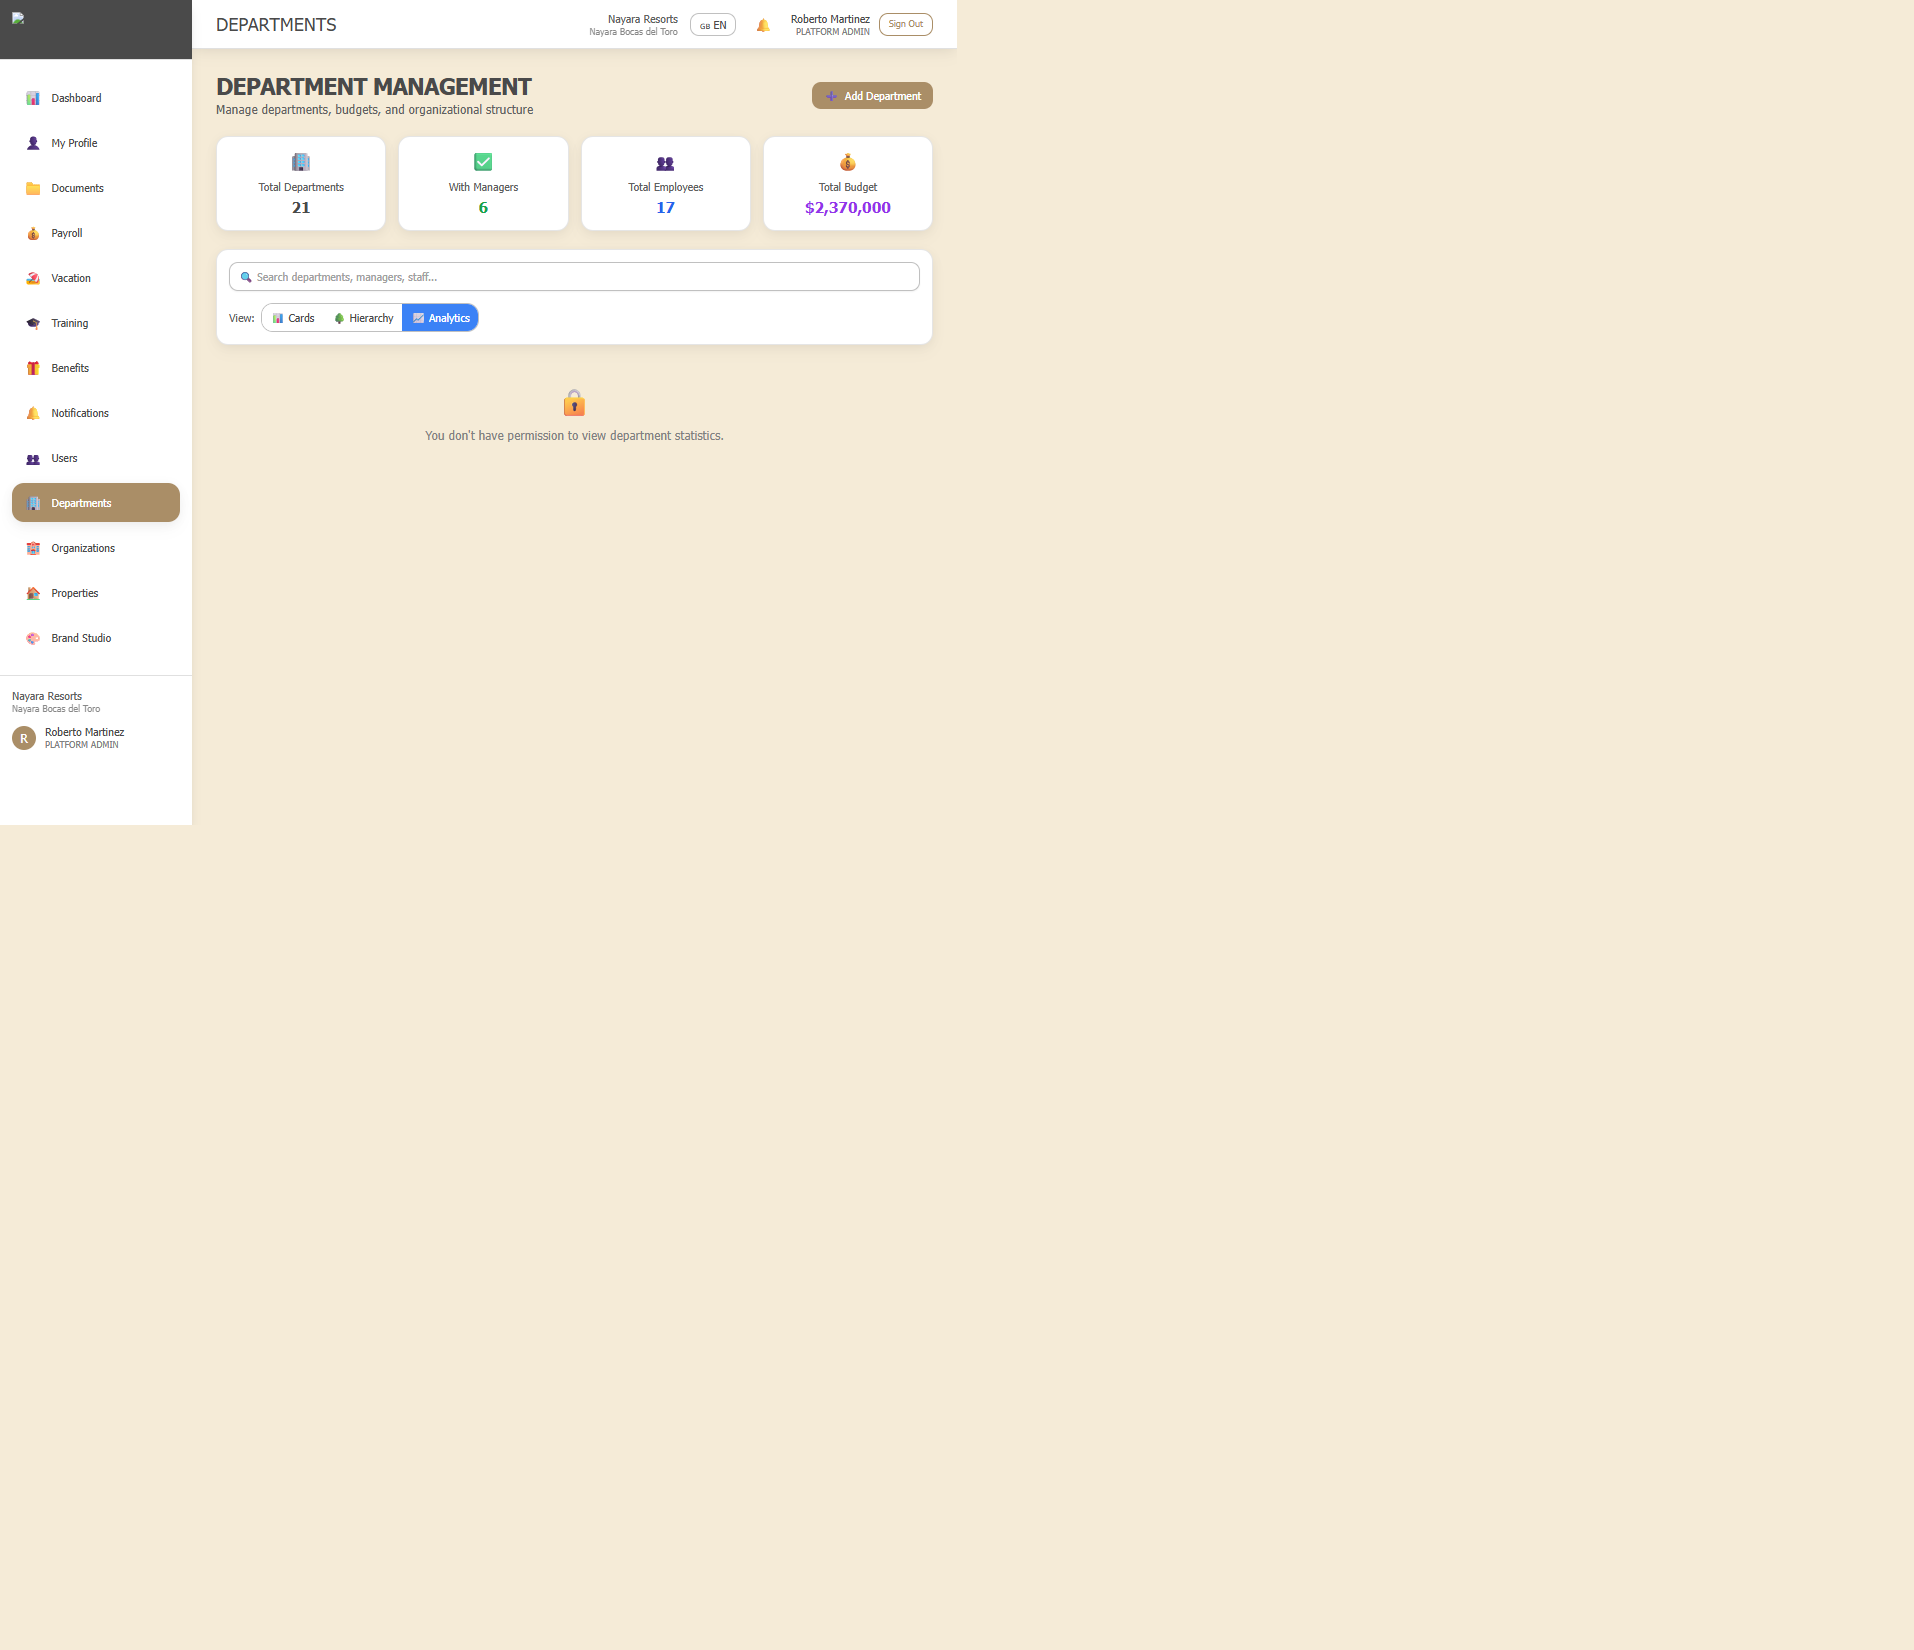 DEPARTMENTS
Nayara Resorts
Nayara Bocas del Toro
GB EN
Roberto Martinez
PLATFORM ADMIN
Sign Out
Dashboard
My Profile
Documents
Payroll
Vacation
Training
Benefits
Notifications
Users
Departments
Organizations
Properties
Brand Studio
Nayara Resorts
Nayara Bocas del Toro
R
Roberto Martinez
PLATFORM ADMIN
DEPARTMENT MANAGEMENT
Manage departments, budgets, and organizational structure
Add Department
Total Departments
21
With Managers
6
Total Employees
17
Total Budget
$2,370,000
Search departments, managers, staff...
View:
Cards
Hierarchy
Analytics
You don't have permission to view department statistics.